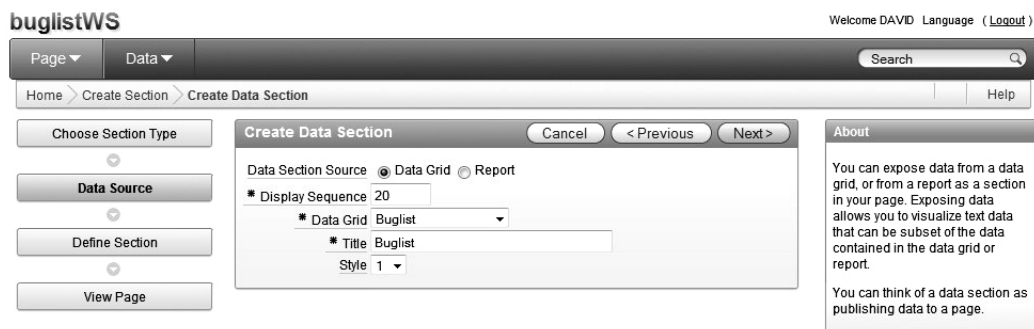 buglistWS
Welcome DAVID Language ( Logout )
Page Data
Search
Home Create Section Create Data Section
Help
Choose Section Type
Data Source
Define Section
View Page
Create Data Section
Cancel < Previous Next >
Data Section Source Data Grid Report
* Display Sequence 20
* Data Grid Buglist
* Title Buglist
Style 1
About
You can expose data from a data
grid, or from a report as a section
in your page. Exposing data
allows you to visualize text data
that can be subset of the data
contained in the data grid or
report.
You can think of a data section as
publishing data to a page.